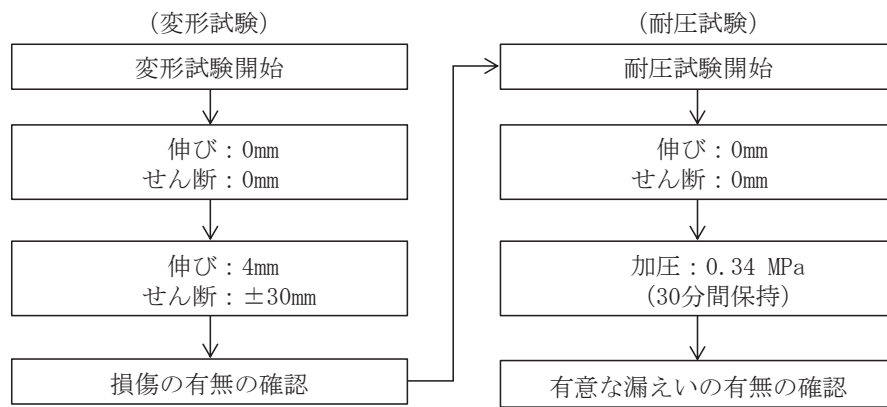 （変形試験）
変形試験開始
伸び：0mm
せん断：0mm
伸び：4mm
せん断：±30mm
損傷の有無の確認
（耐圧試験）
耐圧試験開始
伸び：0mm
せん断：0mm
加圧：0.34 MPa
（30分間保持）
有意な漏えいの有無の確認